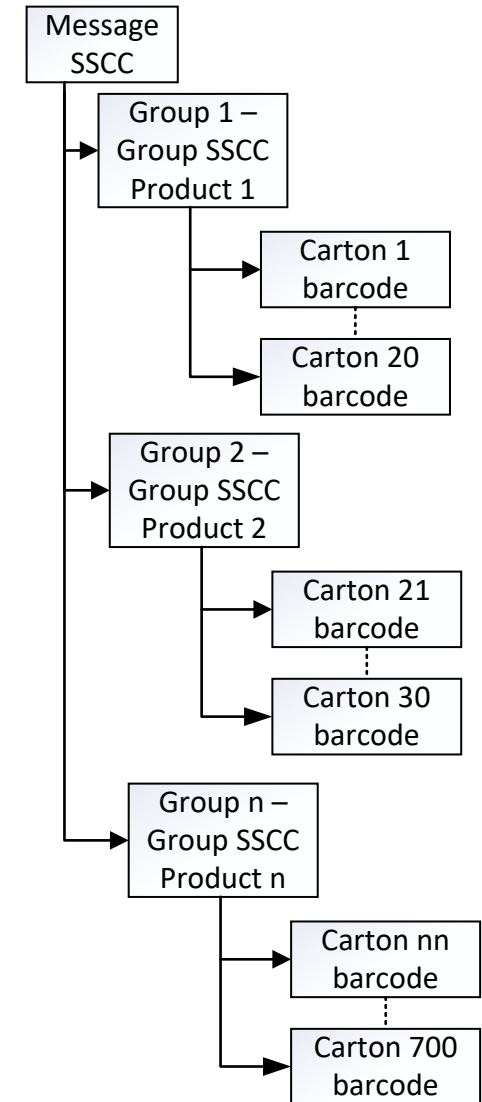 Message
SSCC
Group 1 –
Group SSCC
Product 1
Carton 1
barcode
Carton 20
barcode
Group 2 –
Group SSCC
Product 2
Carton 21
barcode
Carton 30
barcode
Group n –
Group SSCC
Product n
Carton nn
barcode
Carton 700
barcode